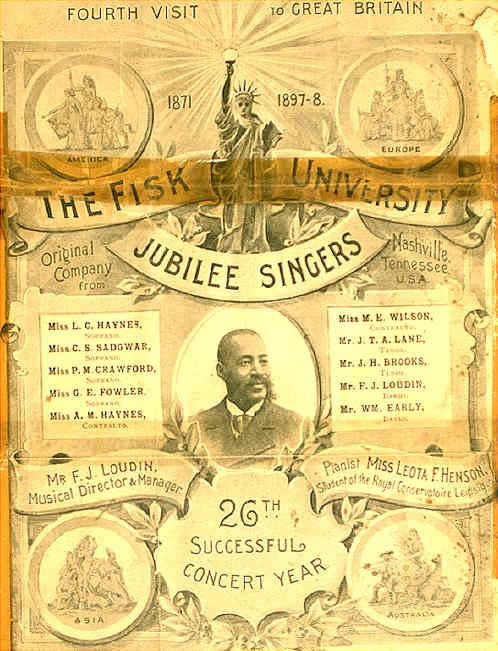 FOURTH VISIT TO GREAT BRITAIN
1871 1897-8.
AMERICA
EUROPE
THE FISK UNIVERSITY
JUBILEE SINGERS
Original
Company
from
Nashville,
Tennessee,
U.S.A.
Miss L. C. HAYNES,
SOPRANO.
Miss C. S. SADGWAR,
SOPRANO.
Miss P. M. CRAWFORD,
SOPRANO.
Miss G. E. FOWLER,
SOPRANO.
Miss A. M. HAYNES,
CONTRALTO.
Miss M. E. WILSON,
CONTRALTO.
Mr. J. T. A. LANE,
TENOR.
Mr. J. H. BROOKS,
TENOR.
Mr. F. J. LOUDIN,
BASSO.
Mr. WM. EARLY,
BASSO.
MR F. J. LOUDIN,
Musical Director & Manager.
Pianist MISS LEOTA F. HENSON,
Student of the Royal Conservatoire Leipzig
26TH
SUCCESSFUL
CONCERT YEAR
ASIA
AUSTRALIA